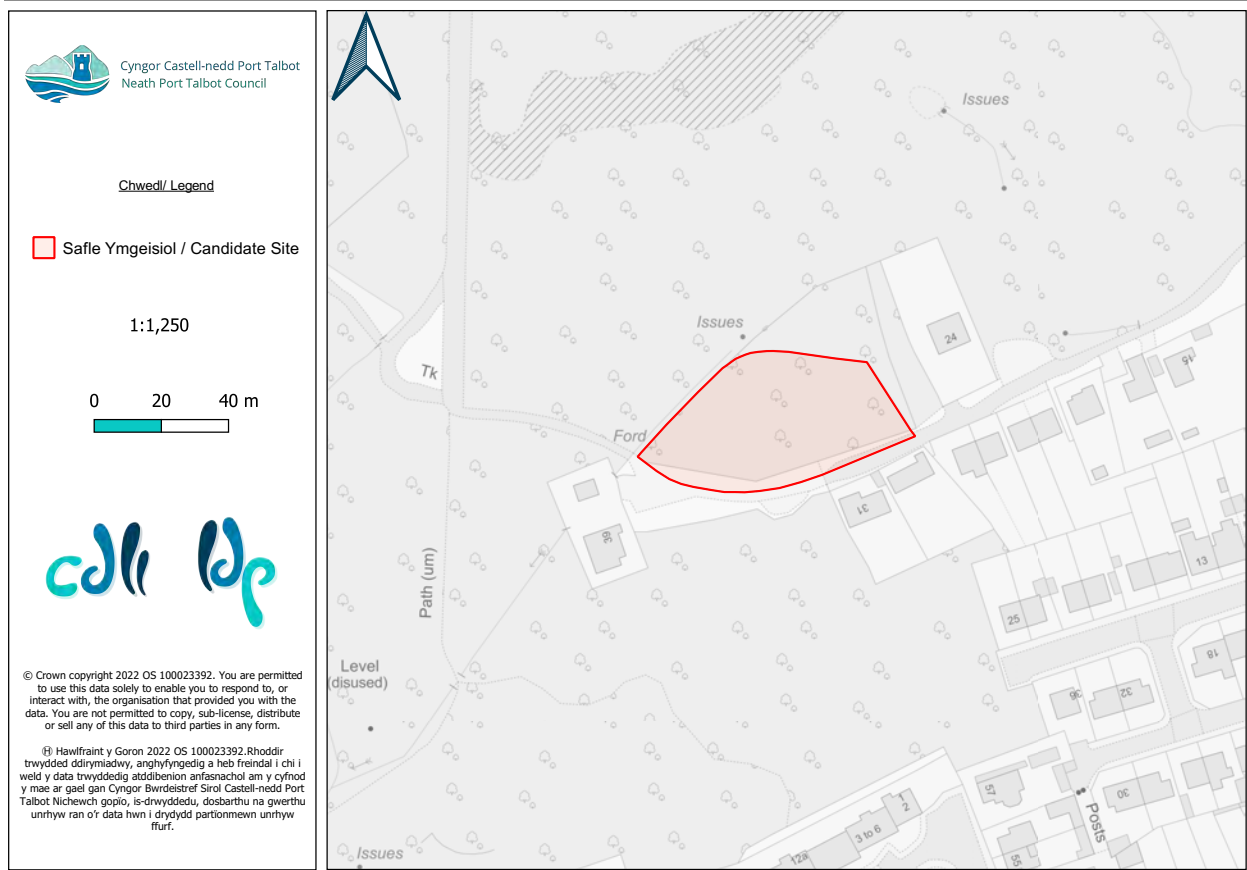 Cyngor Castell-nedd Port Talbot
Neath Port Talbot Council
Chwedl/ Legend
Safle Ymgeisiol / Candidate Site
1:1,250
0 20 40 m
cdll ldp
© Crown copyright 2022 OS 100023392. You are permitted
to use this data solely to enable you to respond to, or
interact with, the organisation that provided you with the
data. You are not permitted to copy, sub-license, distribute
or sell any of this data to third parties in any form.
Ⓗ Hawlfraint y Goron 2022 OS 100023392.Rhoddir
trwydded ddirymiadwy, anghyfyngedig a heb freindal i chi i
weld y data trwyddedig atddibenion anfasnachol am y cyfnod
y mae ar gael gan Cyngor Bwrdeistref Sirol Castell-nedd Port
Talbot Nichewch gopïo, is-drwyddedu, dosbarthu na gwerthu
unrhyw ran o'r data hwn i drydydd partïonmewn unrhyw
ffurf.
Issues
Issues
24
15
Tk
Ford
31
39
13
Path (um)
25
18
Level
(disused)
36
32
57
30
1
2
3 to 6
Posts
12a
55
Issues